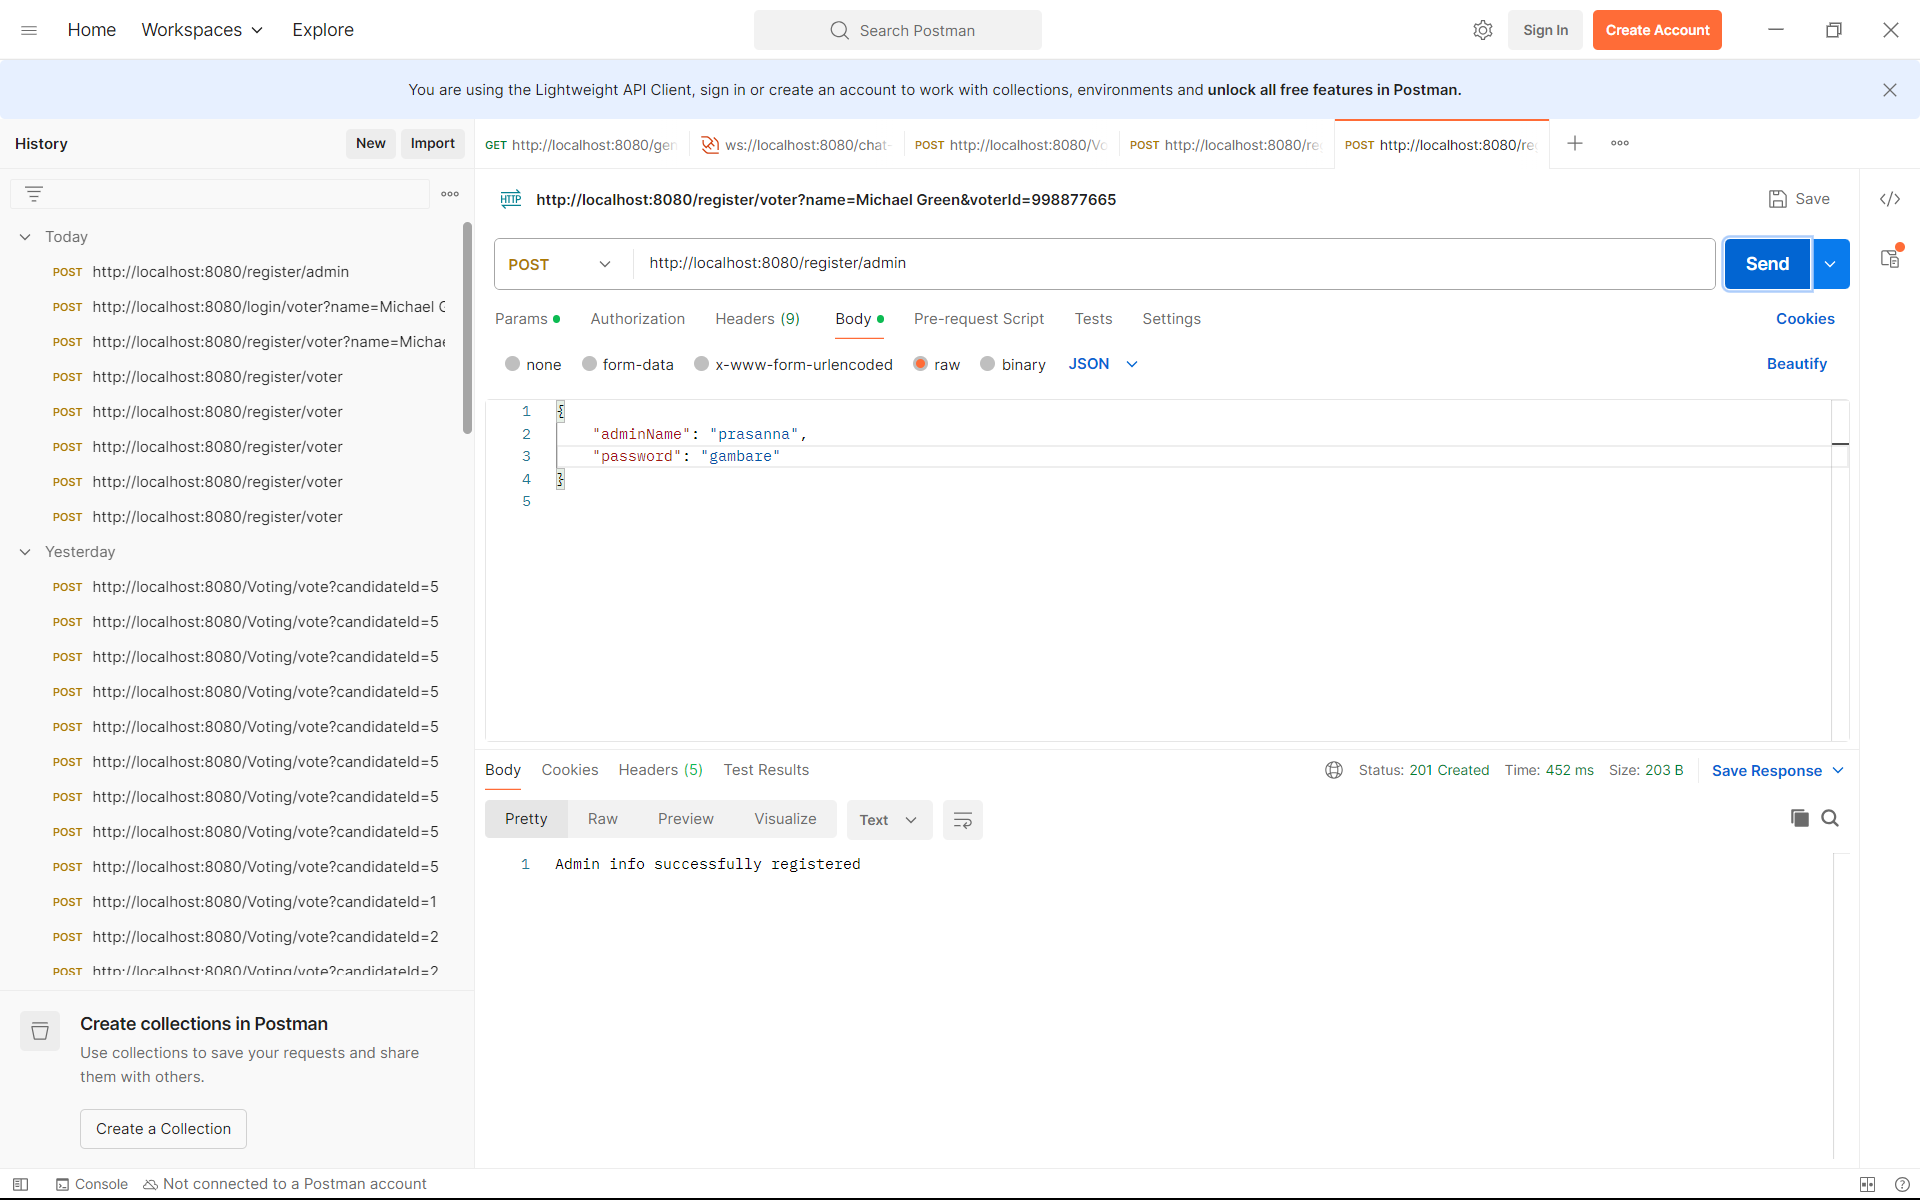 Home Workspaces Explore Search Postman Sign In Create Account
You are using the Lightweight API Client, sign in or create an account to work with collections, environments and unlock all free features in Postman.
History New Import
GET http://localhost:8080/gen ws://localhost:8080/chat- POST http://localhost:8080/Vo POST http://localhost:8080/re POST http://localhost:8080/re
HTTP http://localhost:8080/register/voter?name=Michael Green&voterId=998877665 Save
POST http://localhost:8080/register/admin Send
Params Authorization Headers (9) Body Pre-request Script Tests Settings Cookies
none form-data x-www-form-urlencoded raw binary JSON Beautify
1 {
2 "adminName": "prasanna",
3 "password": "gambare"
4 }
5
Today
POST http://localhost:8080/register/admin
POST http://localhost:8080/login/voter?name=Michael G
POST http://localhost:8080/register/voter?name=Michae
POST http://localhost:8080/register/voter
POST http://localhost:8080/register/voter
POST http://localhost:8080/register/voter
POST http://localhost:8080/register/voter
POST http://localhost:8080/register/voter
Yesterday
POST http://localhost:8080/Voting/vote?candidateId=5
POST http://localhost:8080/Voting/vote?candidateId=5
POST http://localhost:8080/Voting/vote?candidateId=5
POST http://localhost:8080/Voting/vote?candidateId=5
POST http://localhost:8080/Voting/vote?candidateId=5
POST http://localhost:8080/Voting/vote?candidateId=5
POST http://localhost:8080/Voting/vote?candidateId=5
POST http://localhost:8080/Voting/vote?candidateId=5
POST http://localhost:8080/Voting/vote?candidateId=5
POST http://localhost:8080/Voting/vote?candidateId=1
POST http://localhost:8080/Voting/vote?candidateId=2
POST http://localhost:8080/Voting/vote?candidateId=2
Body Cookies Headers (5) Test Results Status: 201 Created Time: 452 ms Size: 203 B Save Response
Pretty Raw Preview Visualize Text
1 Admin info successfully registered
Create collections in Postman
Use collections to save your requests and share
them with others.
Create a Collection
Console Not connected to a Postman account